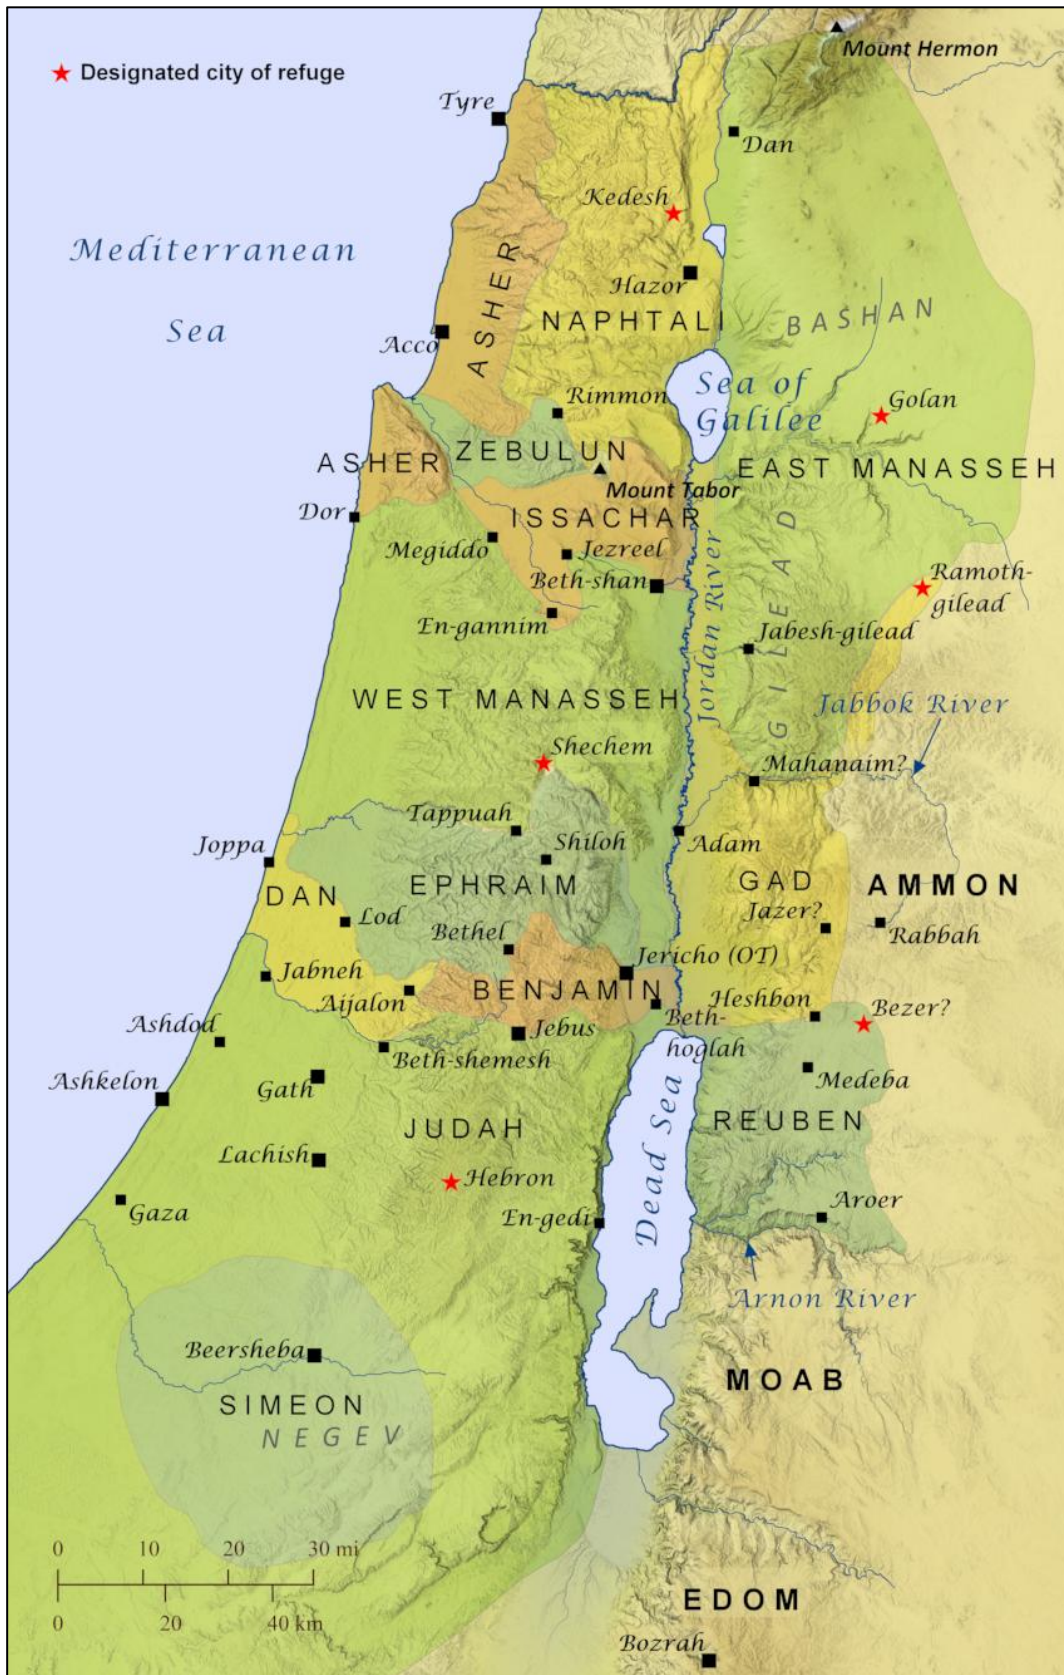 Mount Hermon
Designated city of refuge
Tyre
Dan
Kedesh
Mediterranean
Sea
ASHER
Hazor
NAPHTALI
BASHAN
Acco
Sea of
Galilee
Rimmon
Golan
ZEBULUN
ASHER
EAST MANASSEH
Mount Tabor
Dor
ISSACHAR
Megiddo
Jezreel
Beth-shan
Jordan River
GILEAD
Ramoth-
gilead
En-gannim
Jabesh-gilead
WEST MANASSEH
Jabbok River
Shechem
Mahanaim?
Tappuah
Joppa
Shiloh
Adam
EPHRAIM
GAD
AMMON
DAN
Lod
Jazer?
Rabbah
Bethel
Jericho (OT)
Jabneh
Aijalon
BENJAMIN
Heshbon
Bezer?
Ashdod
Jebus
Beth-
hoglah
Beth-shemesh
Ashkelon
Gath
Medeba
Dead Sea
JUDAH
REUBEN
Lachish
Hebron
Gaza
En-gedi
Aroer
Arnon River
Beersheba
MOAB
SIMEON
NEGEV
0 10 20 30 mi
0 20 40 km
EDOM
Bozrah